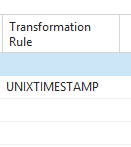 Transformation
Rule
UNIXTIMESTAMP